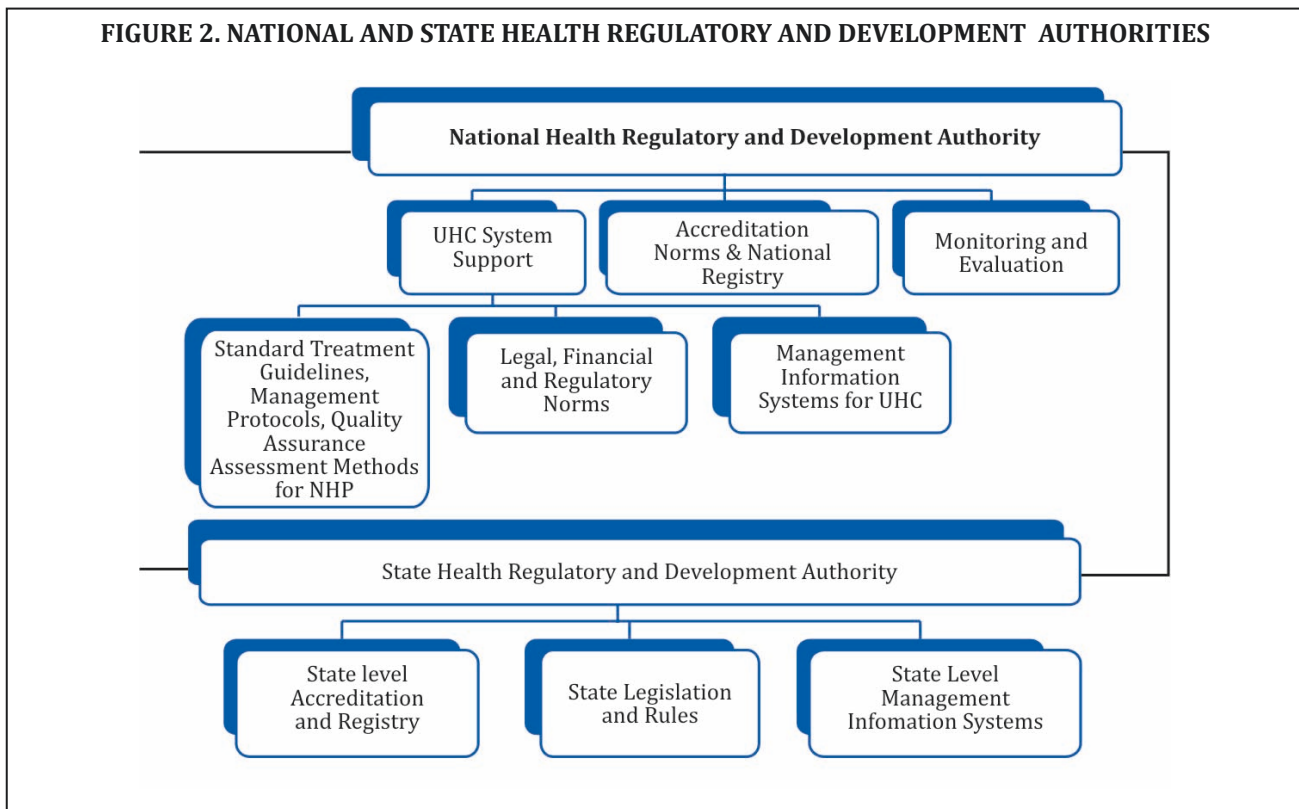 FIGURE 2. NATIONAL AND STATE HEALTH REGULATORY AND DEVELOPMENT AUTHORITIES
National Health Regulatory and Development Authority
UHC System
Support
Accreditation
Norms & National
Registry
Monitoring and
Evaluation
Standard Treatment
Guidelines,
Management
Protocols, Quality
Assurance
Assessment Methods
for NHP
Legal, Financial
and Regulatory
Norms
Management
Information
Systems for UHC
State Health Regulatory and Development Authority
State level
Accreditation
and Registry
State Legislation
and Rules
State Level
Management
Infomation Systems